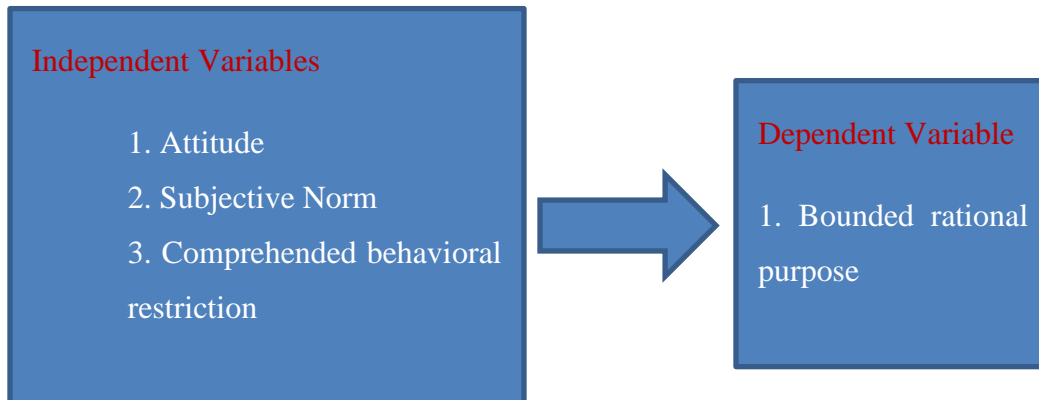 Independent Variables
1. Attitude
2. Subjective Norm
3. Comprehended behavioral
restriction
Dependent Variable
1. Bounded rational
purpose